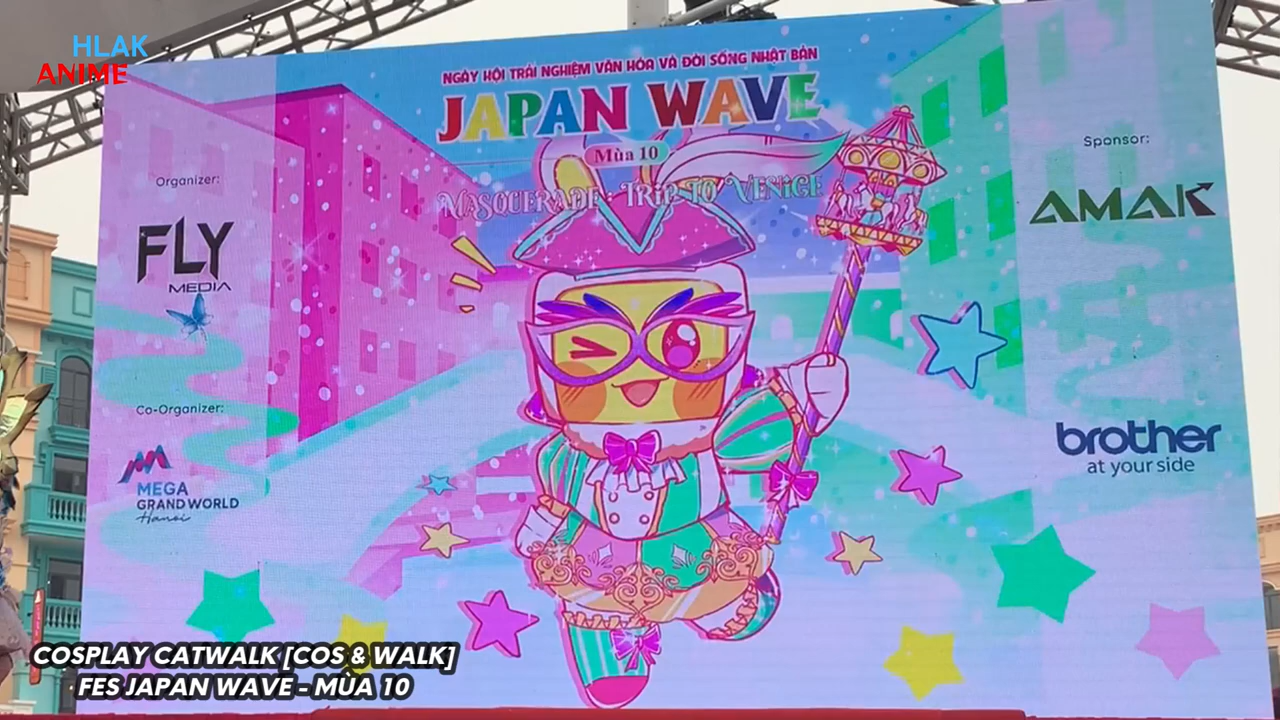 HLAK
ANIME
NGÀY HỘI TRẢI NGHIỆM VĂN HÓA VÀ ĐỜI SỐNG NHẬT BẢN
JAPAN WAVE
Mùa 10
MASQUERADE: TRIP TO VENICE
Organizer:
FLY
MEDIA
Co-Organizer:
MEGA
GRAND WORLD
Hanoi
Sponsor:
AMAK
brother
at your side
COSPLAY CATWALK [COS & WALK]
FES JAPAN WAVE - MÙA 10